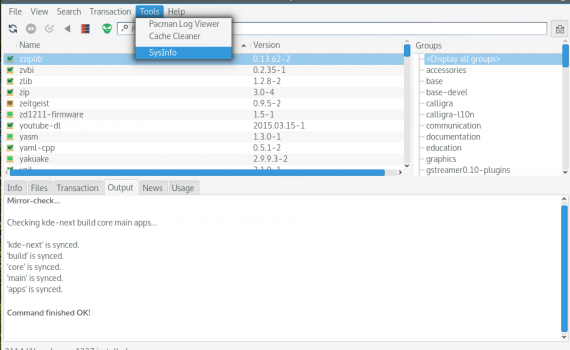 File View Search Transaction Tools Help
Pacman Log Viewer
Cache Cleaner
SysInfo
Name Version Groups
zziplib 0.13.62-2 <Display all groups>
zvbi 0.2.35-1 accessories
zlib 1.2.8-2 base
zip 3.0-4 base-devel
zeitgeist 0.9.5-2 calligra
zd1211-firmware 1.5-1 calligra-l10n
youtube-dl 2015.03.15-1 communication
yasm 1.3.0-1 documentation
yaml-cpp 0.5.1-2 education
yakuake 2.9.9.3-2 graphics
gstreamer0.10-plugins
Info Files Transaction Output News Usage
Mirror-check...
Checking kde-next build core main apps...
'kde-next' is synced.
'build' is synced.
'core' is synced.
'main' is synced.
'apps' is synced.
Command finished OK!